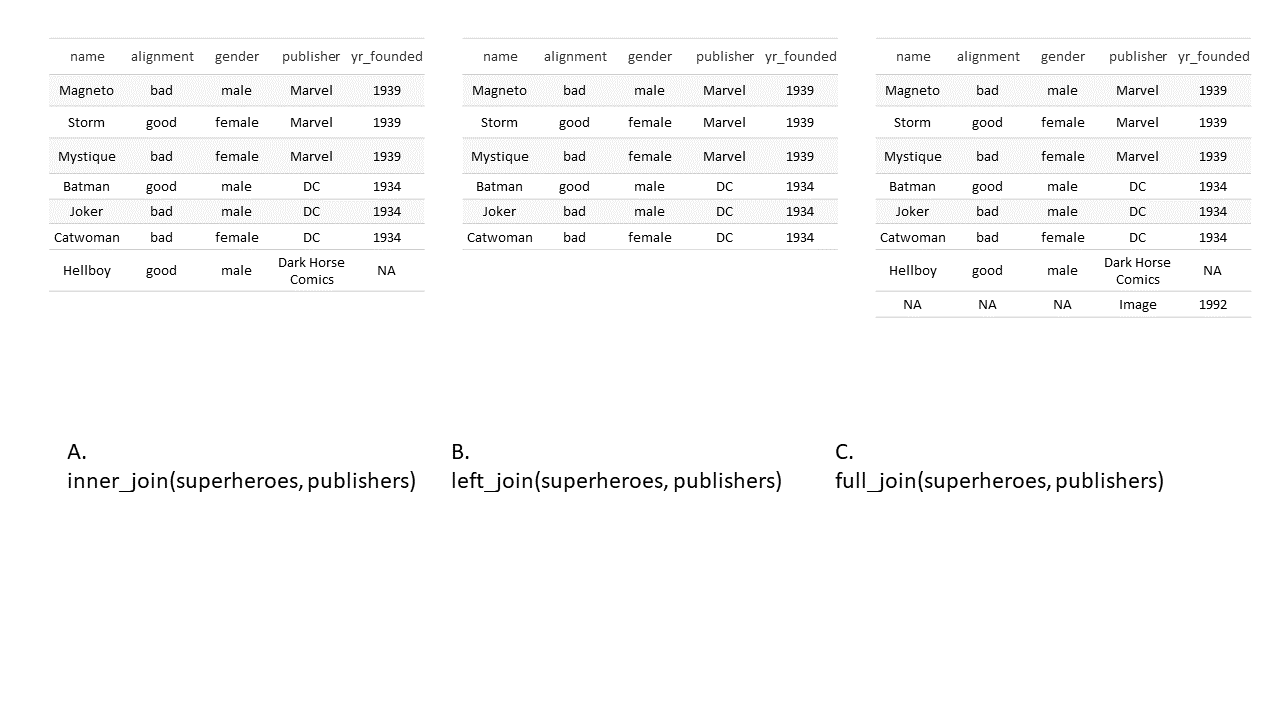 name alignment gender publisher yr_founded
Magneto bad male Marvel 1939
Storm good female Marvel 1939
Mystique bad female Marvel 1939
Batman good male DC 1934
Joker bad male DC 1934
Catwoman bad female DC 1934
Hellboy good male Dark Horse Comics NA
name alignment gender publisher yr_founded
Magneto bad male Marvel 1939
Storm good female Marvel 1939
Mystique bad female Marvel 1939
Batman good male DC 1934
Joker bad male DC 1934
Catwoman bad female DC 1934
name alignment gender publisher yr_founded
Magneto bad male Marvel 1939
Storm good female Marvel 1939
Mystique bad female Marvel 1939
Batman good male DC 1934
Joker bad male DC 1934
Catwoman bad female DC 1934
Hellboy good male Dark Horse Comics NA
NA NA NA Image 1992
A.
inner_join(superheroes, publishers)
B.
left_join(superheroes, publishers)
C.
full_join(superheroes, publishers)